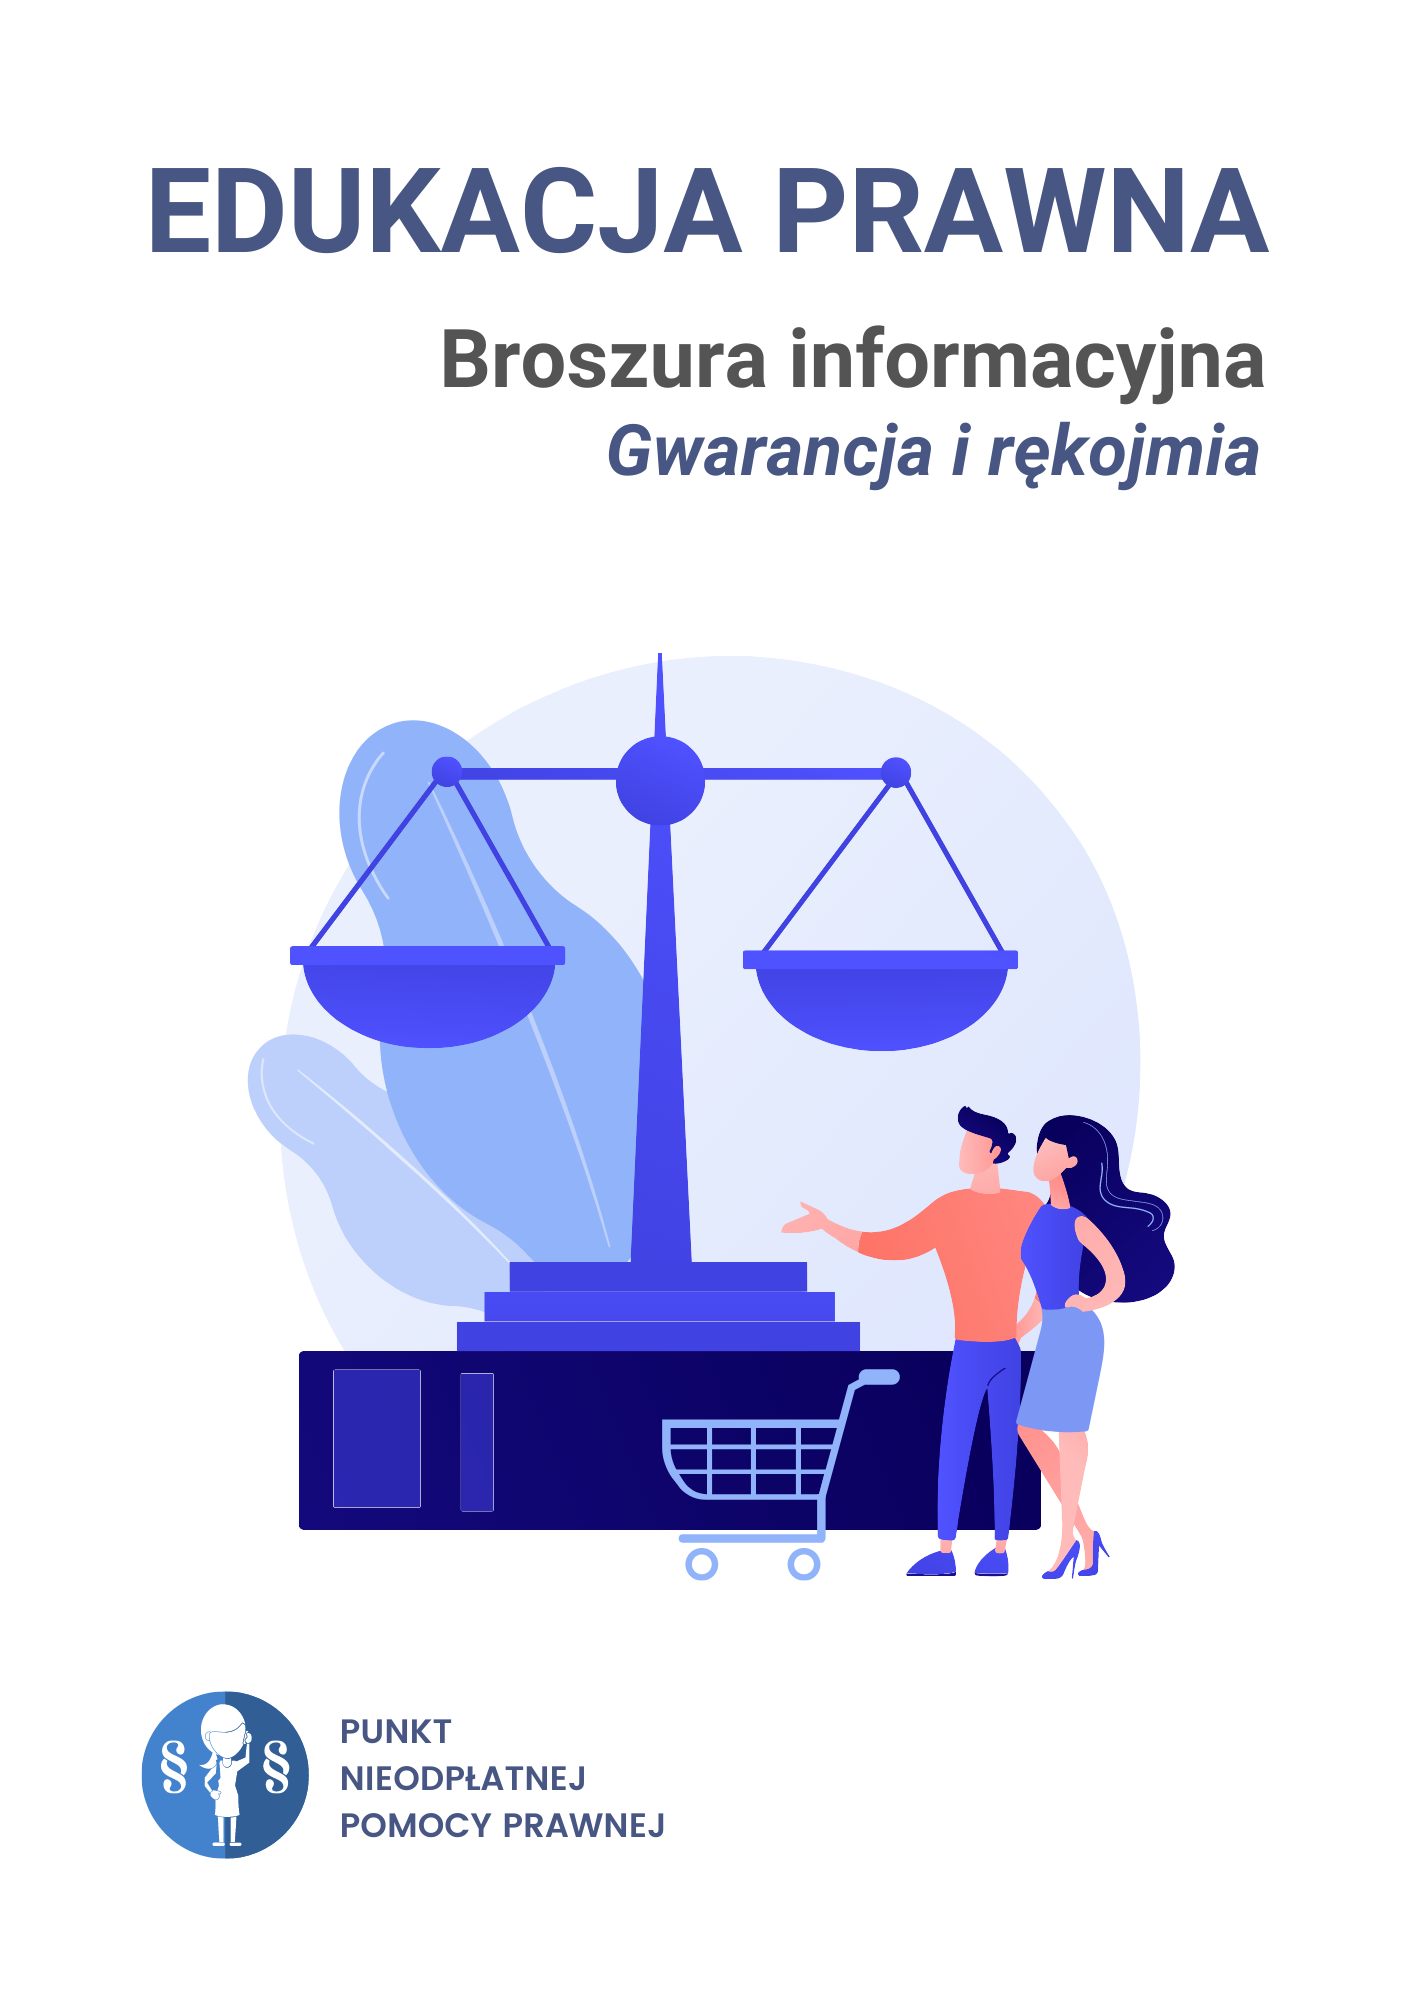 EDUKACJA PRAWNA
Broszura informacyjna
Gwarancja i rękojmia
§ §
PUNKT
NIEODPŁATNEJ
POMOCY PRAWNEJ